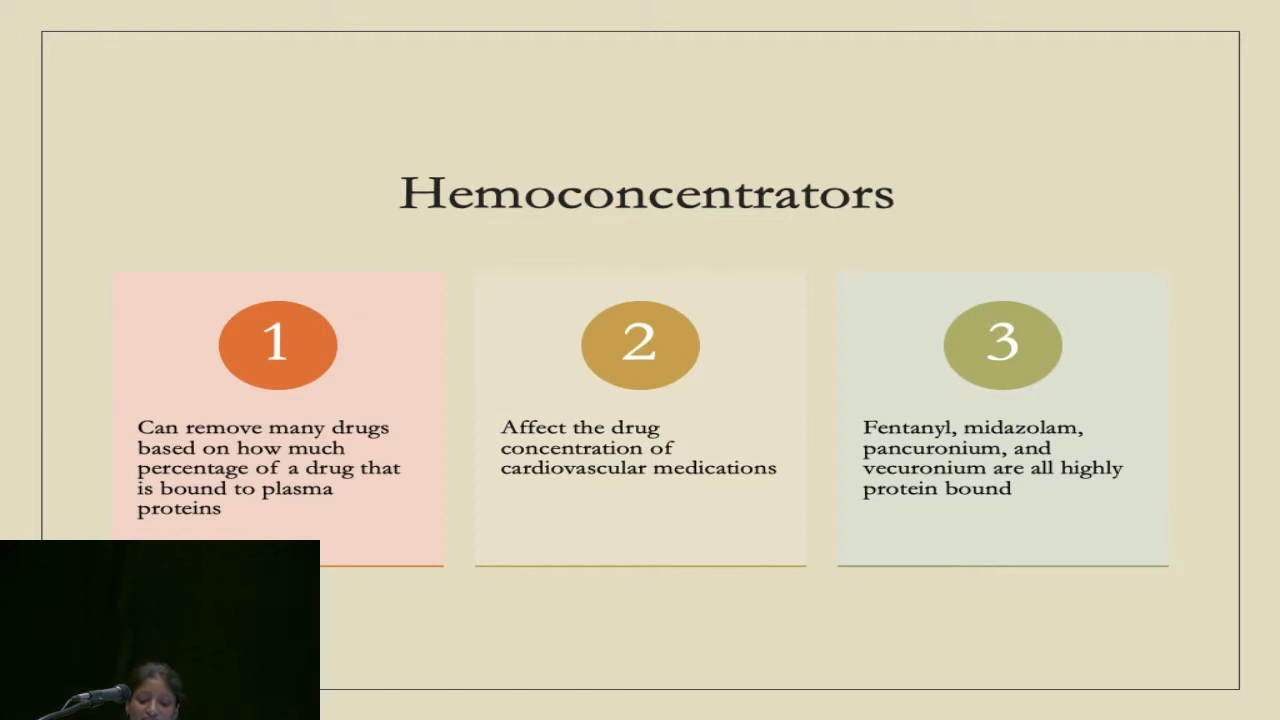 Hemoconcentrators
1
Can remove many drugs
based on how much
percentage of a drug that
is bound to plasma
proteins
2
Affect the drug
concentration of
cardiovascular medications
3
Fentanyl, midazolam,
pancuronium, and
vecuronium are all highly
protein bound